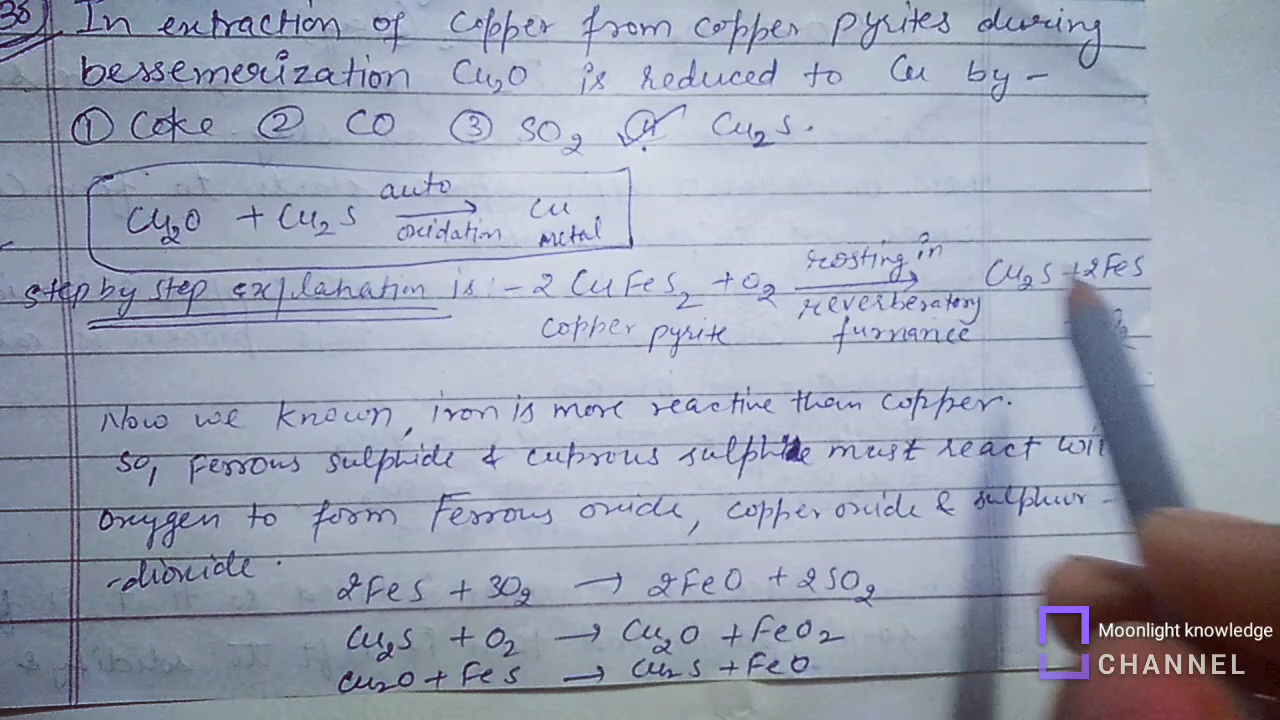 36) In extraction of copper from copper pyrites during
bessemerization Cu2O is reduced to Cu by -
① Coke ② CO ③ SO2 ④ Cu2S.
Cu2O + Cu2S auto oxidation → Cu metal
step by step explanation is :- 2 CuFeS2 + O2 rosting in reverberatory furnance → Cu2S + 2FeS
copper pyrite
Now we known, iron is more reactive than copper.
So, Ferrous sulphide & cuprous sulphide must react wi
oxygen to form Ferrous oxide, copper oxide & sulphur -
-dioxide.
2FeS + 3O2 → 2FeO + 2SO2
Cu2S + O2 → Cu2O + FeO2
Cu2O + FeS → Cu2S + FeO
Moonlight knowledge
CHANNEL